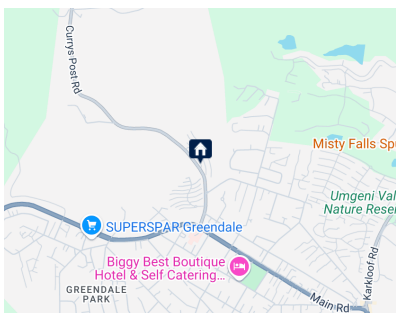 Currys Post Rd
Misty Falls Spu
Umgeni Val
Nature Reser
SUPERSPAR Greendale
Karkloof Rd
Biggy Best Boutique
Hotel & Self Catering...
GREENDALE
PARK
Main Rd